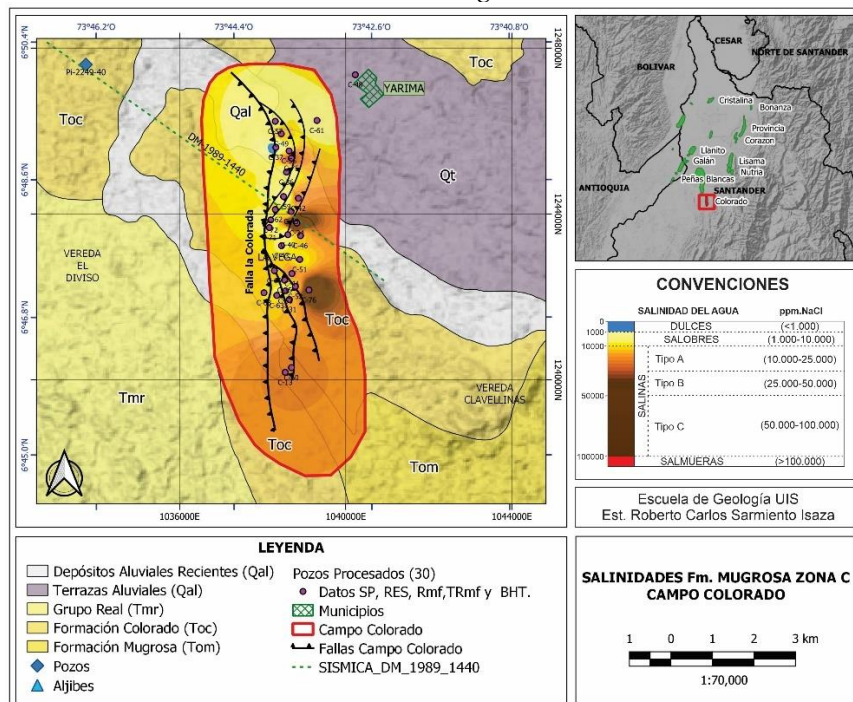 73°46.2'W
73°44.4'W
73°42.6'W
73°40.8'W
6°50.4'N
6°48.6'N
6°46.8'N
6°45.0'N
1248000N
1244000N
1240000N
1036000E
1040000E
1044000E
Pi-2249-40
Toc
Toc
Qal
C-61
YARIMA
DM-1989-1440
Qt
Falla la Colorada
VEREDA
EL
DIVISO
C-46
C-51
C-76
C-13
Toc
Tmr
Toc
VEREDA
CLAVELLINAS
Tom
CESAR
NORTE DE SANTANDER
BOLIVAR
Cristalina
Bonanza
Provincia
Corazon
Llanito
Galán
Lisama
Nutria
Peñas Blancas
ANTIOQUIA
SANTANDER
Colorado
CONVENCIONES
SALINIDAD DEL AGUA
ppm.NaCl
0
DULCES
(<1.000)
1000
SALOBRES
(1.000-10.000)
10000
Tipo A
(10.000-25.000)
Tipo B
(25.000-50.000)
50000
SALINAS
Tipo C
(50.000-100.000)
100000
SALMUERAS
(>100.000)
Escuela de Geología UIS
Est. Roberto Carlos Sarmiento Isaza
LEYENDA
Depósitos Aluviales Recientes (Qal)
Terrazas Aluviales (Qal)
Grupo Real (Tmr)
Formación Colorado (Toc)
Formación Mugrosa (Tom)
Pozos
Aljibes
Pozos Procesados (30)
Datos SP, RES, Rmf,TRmf y BHT.
Municipios
Campo Colorado
Fallas Campo Colorado
SISMICA_DM_1989_1440
SALINIDADES Fm. MUGROSA ZONA C
CAMPO COLORADO
1 0 1 2 3 km
1:70,000